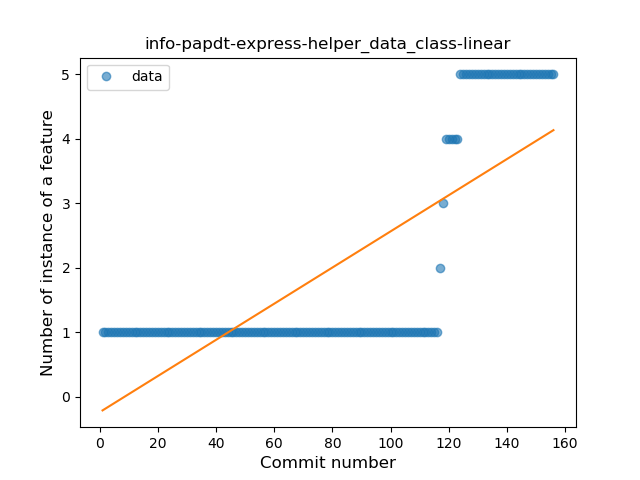 info-papdt-express-helper_data_class-linear
data
Number of instance of a feature
5
4
3
2
1
0
0 20 40 60 80 100 120 140 160
Commit number